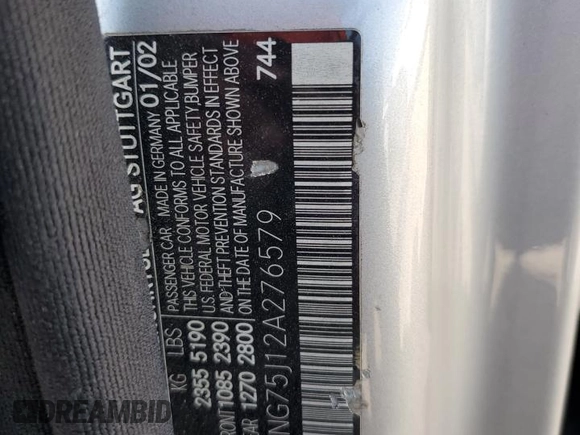 AG STUTTGART
PASSENGER CAR MADE IN GERMANY 01/02
THIS VEHICLE CONFORMS TO ALL APPLICABLE
U.S. FEDERAL MOTOR VEHICLE SAFETY,BUMPER
AND THEFT PREVENTION STANDARDS IN EFFECT
ON THE DATE OF MANUFACTURE SHOWN ABOVE
KG LBS
2355 5190
1085 2390
1270 2800
744
NG75J12A276579
DREAMBID